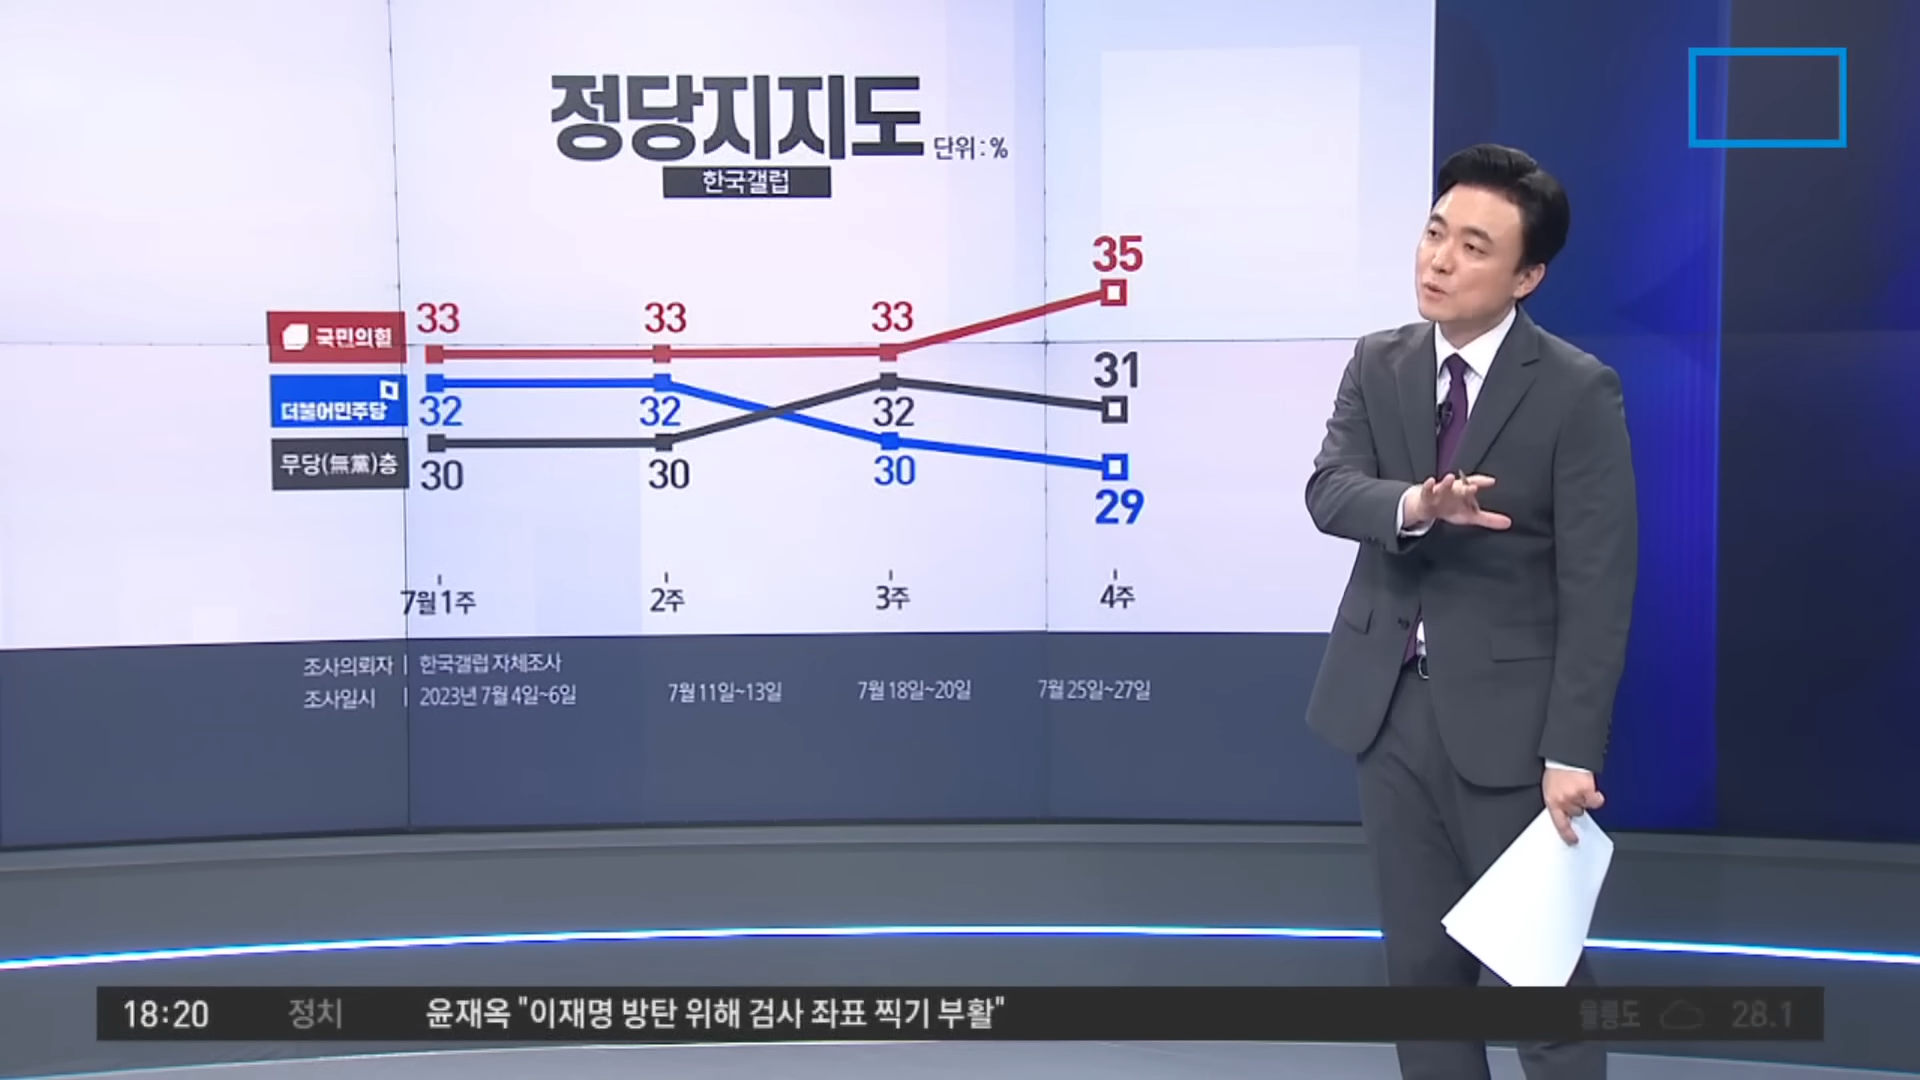 정당지지도 단위 : %
한국갤럽
35
국민의힘 33 33 33
31
더불어민주당 32 32 32
무당(無黨)층 30 30 30
29
7월 1주 2주 3주 4주
조사의뢰자 | 한국갤럽 자체조사
조사일시 | 2023년 7월 4일~6일 7월 11일~13일 7월 18일~20일 7월 25일~27일
18:20 정치 윤재옥 "이재명 방탄 위해 검사 좌표 찍기 부활" 울릉도 28.1